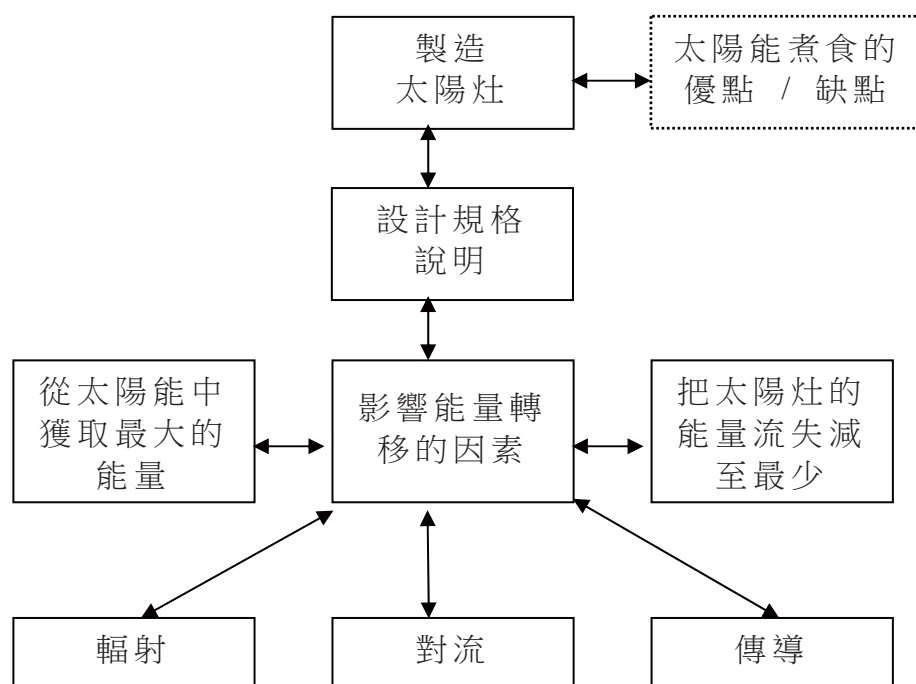 製造
太陽灶
太陽能煮食的
優點 / 缺點
設計規格
說明
從太陽能中
獲取最大的
能量
影響能量轉
移的因素
把太陽灶的
能量流失減
至最少
輻射
對流
傳導